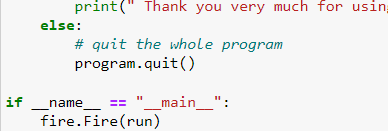 print(" Thank you very much for using
else:
# quit the whole program
program.quit()
if __name__ == "__main__":
fire.Fire(run)